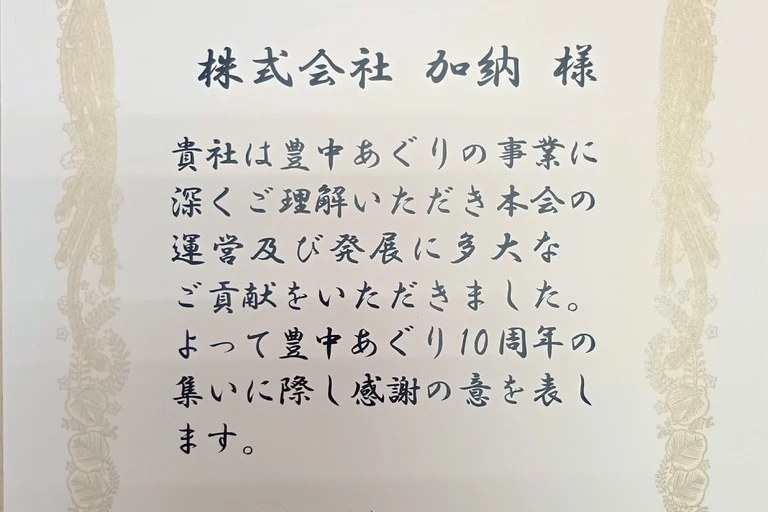 株式会社 加納 様
貴社は豊中あぐりの事業に
深くご理解いただき本会の
運営及び発展に多大な
ご貢献をいただきました。
よって豊中あぐり10周年の
集いに際し感謝の意を表し
ます。